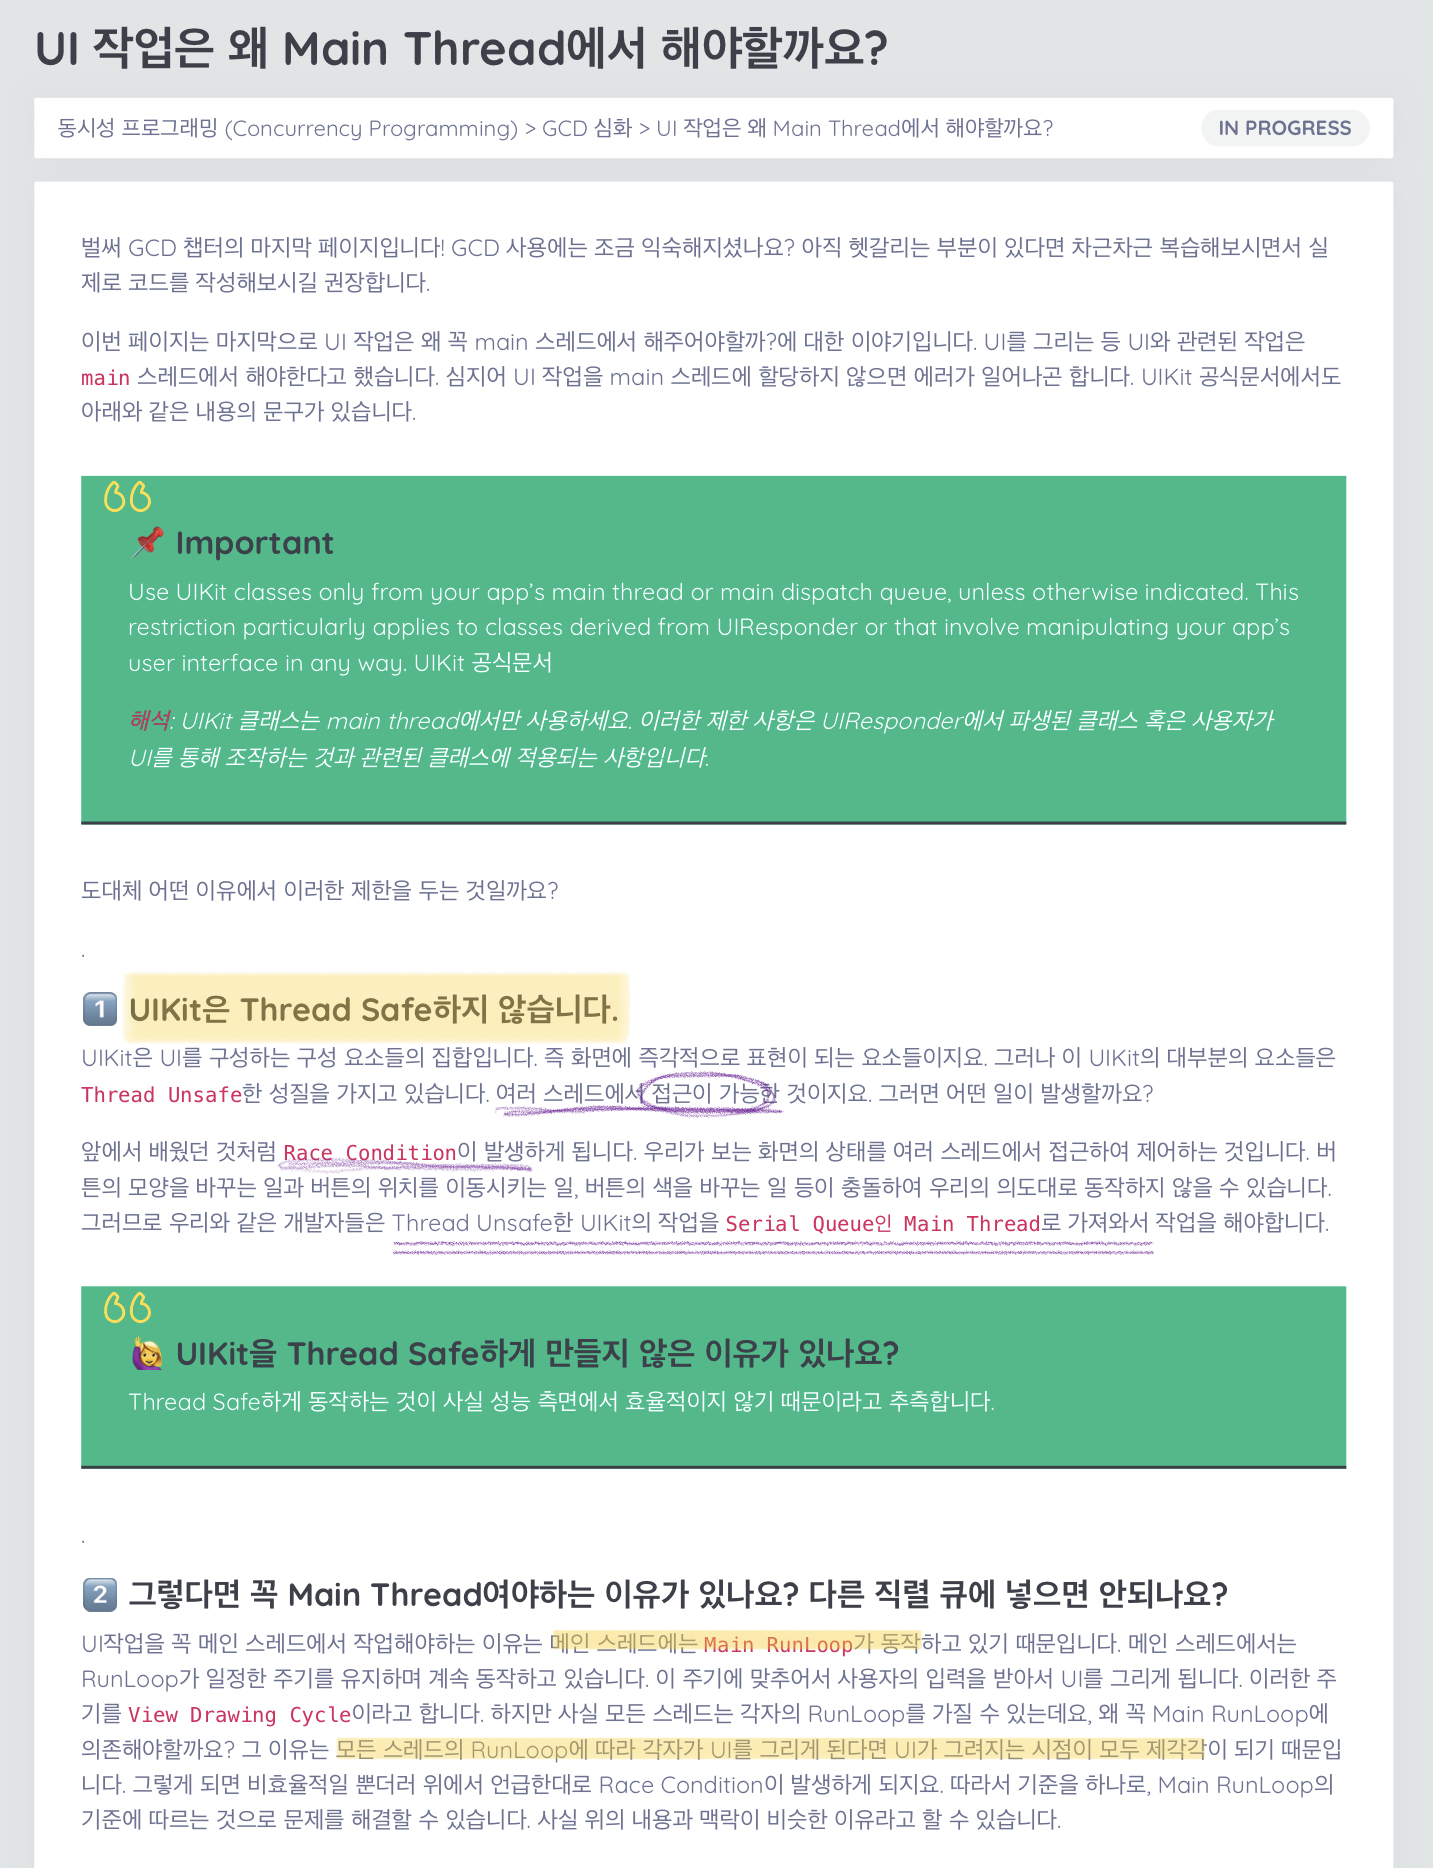 UI 작업은 왜 Main Thread에서 해야할까요?
동시성 프로그래밍 (Concurrency Programming) > GCD 심화 > UI 작업은 왜 Main Thread에서 해야할까요?
IN PROGRESS
벌써 GCD 챕터의 마지막 페이지입니다! GCD 사용에는 조금 익숙해지셨나요? 아직 헷갈리는 부분이 있다면 차근차근 복습해보시면서 실
제로 코드를 작성해보시길 권장합니다.
이번 페이지는 마지막으로 UI 작업은 왜 꼭 main 스레드에서 해주어야할까?에 대한 이야기입니다. UI를 그리는 등 UI와 관련된 작업은
main 스레드에서 해야한다고 했습니다. 심지어 UI 작업을 main 스레드에 할당하지 않으면 에러가 일어나곤 합니다. UIKit 공식문서에서도
아래와 같은 내용의 문구가 있습니다.
📌 Important
Use UIKit classes only from your app’s main thread or main dispatch queue, unless otherwise indicated. This
restriction particularly applies to classes derived from UIResponder or that involve manipulating your app’s
user interface in any way. UIKit 공식문서
해석: UIKit 클래스는 main thread에서만 사용하세요. 이러한 제한 사항은 UIResponder에서 파생된 클래스 혹은 사용자가
UI를 통해 조작하는 것과 관련된 클래스에 적용되는 사항입니다.
도대체 어떤 이유에서 이러한 제한을 두는 것일까요?
.
1️⃣ UIKit은 Thread Safe하지 않습니다.
UIKit은 UI를 구성하는 구성 요소들의 집합입니다. 즉 화면에 즉각적으로 표현이 되는 요소들이지요. 그러나 이 UIKit의 대부분의 요소들은
Thread Unsafe한 성질을 가지고 있습니다. 여러 스레드에서 접근이 가능한 것이지요. 그러면 어떤 일이 발생할까요?
앞에서 배웠던 것처럼 Race Condition이 발생하게 됩니다. 우리가 보는 화면의 상태를 여러 스레드에서 접근하여 제어하는 것입니다. 버
튼의 모양을 바꾸는 일과 버튼의 위치를 이동시키는 일, 버튼의 색을 바꾸는 일 등이 충돌하여 우리의 의도대로 동작하지 않을 수 있습니다.
그러므로 우리와 같은 개발자들은 Thread Unsafe한 UIKit의 작업을 Serial Queue인 Main Thread로 가져와서 작업을 해야합니다.
🙋‍♀️ UIKit을 Thread Safe하게 만들지 않은 이유가 있나요?
Thread Safe하게 동작하는 것이 사실 성능 측면에서 효율적이지 않기 때문이라고 추측합니다.
.
2️⃣ 그렇다면 꼭 Main Thread여야하는 이유가 있나요? 다른 직렬 큐에 넣으면 안되나요?
UI작업을 꼭 메인 스레드에서 작업해야하는 이유는 메인 스레드에는 Main RunLoop가 동작하고 있기 때문입니다. 메인 스레드에서는
RunLoop가 일정한 주기를 유지하며 계속 동작하고 있습니다. 이 주기에 맞추어서 사용자의 입력을 받아서 UI를 그리게 됩니다. 이러한 주
기를 View Drawing Cycle이라고 합니다. 하지만 사실 모든 스레드는 각자의 RunLoop를 가질 수 있는데요, 왜 꼭 Main RunLoop에
의존해야할까요? 그 이유는 모든 스레드의 RunLoop에 따라 각자가 UI를 그리게 된다면 UI가 그려지는 시점이 모두 제각각이 되기 때문입
니다. 그렇게 되면 비효율적일 뿐더러 위에서 언급한대로 Race Condition이 발생하게 되지요. 따라서 기준을 하나로, Main RunLoop의
기준에 따르는 것으로 문제를 해결할 수 있습니다. 사실 위의 내용과 맥락이 비슷한 이유라고 할 수 있습니다.